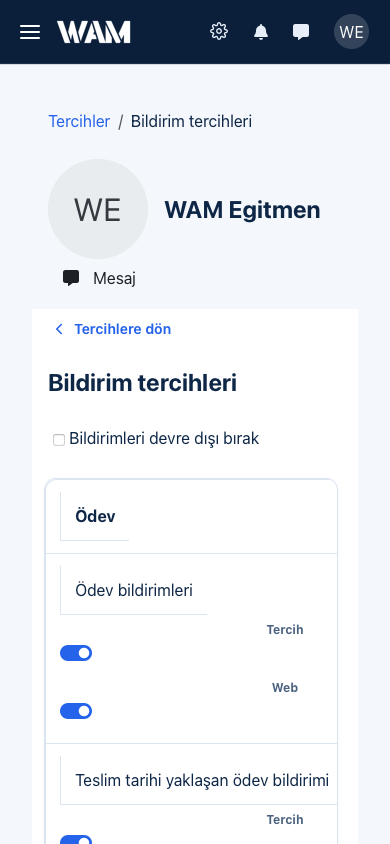 WAM
WE
Tercihler / Bildirim tercihleri
WE
WAM Egitmen
Mesaj
Tercihlere dön
Bildirim tercihleri
Bildirimleri devre dışı bırak
Ödev
Ödev bildirimleri
Tercih
Web
Teslim tarihi yaklaşan ödev bildirimi
Tercih